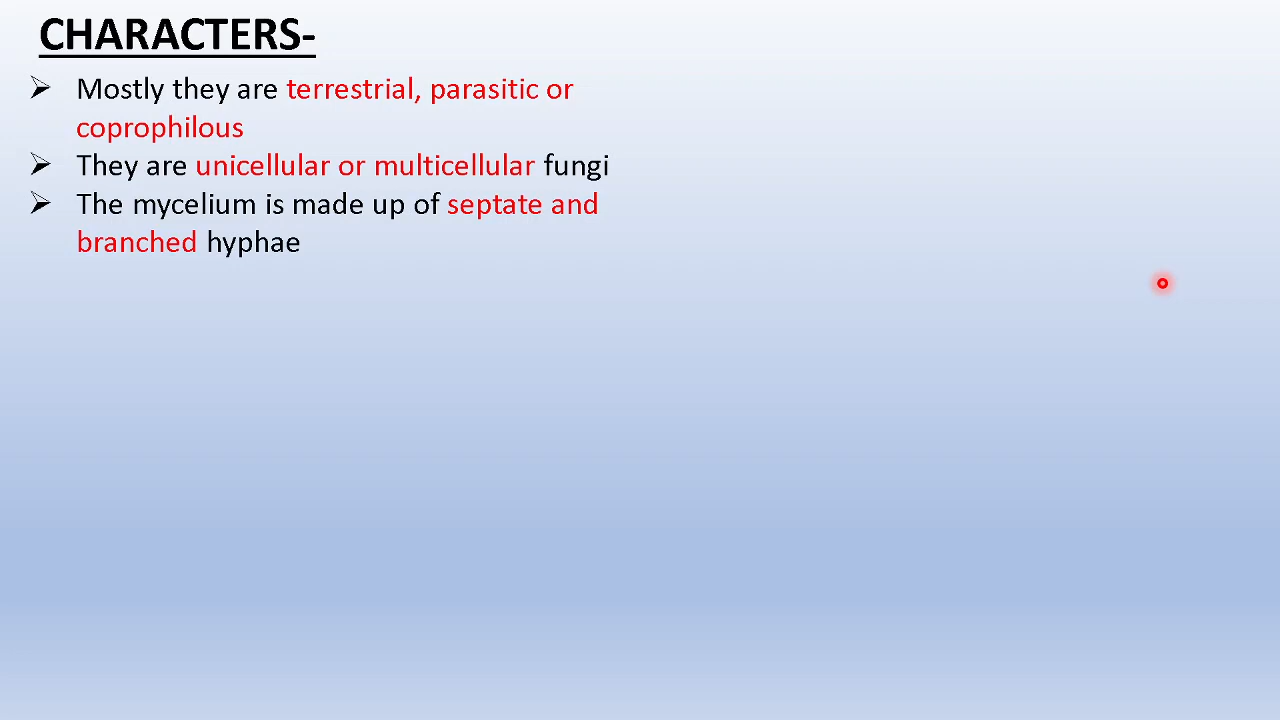 CHARACTERS-
➢ Mostly they are terrestrial, parasitic or
coprophilous
➢ They are unicellular or multicellular fungi
➢ The mycelium is made up of septate and
branched hyphae